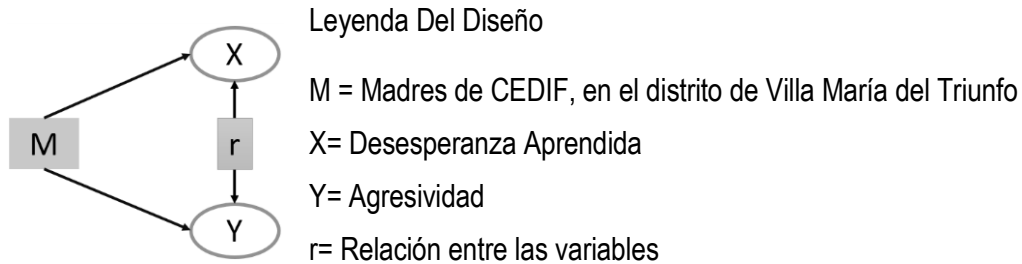 Leyenda Del Diseño
X
M = Madres de CEDIF, en el distrito de Villa María del Triunfo
M
r
X= Desesperanza Aprendida
Y= Agresividad
Y
r= Relación entre las variables